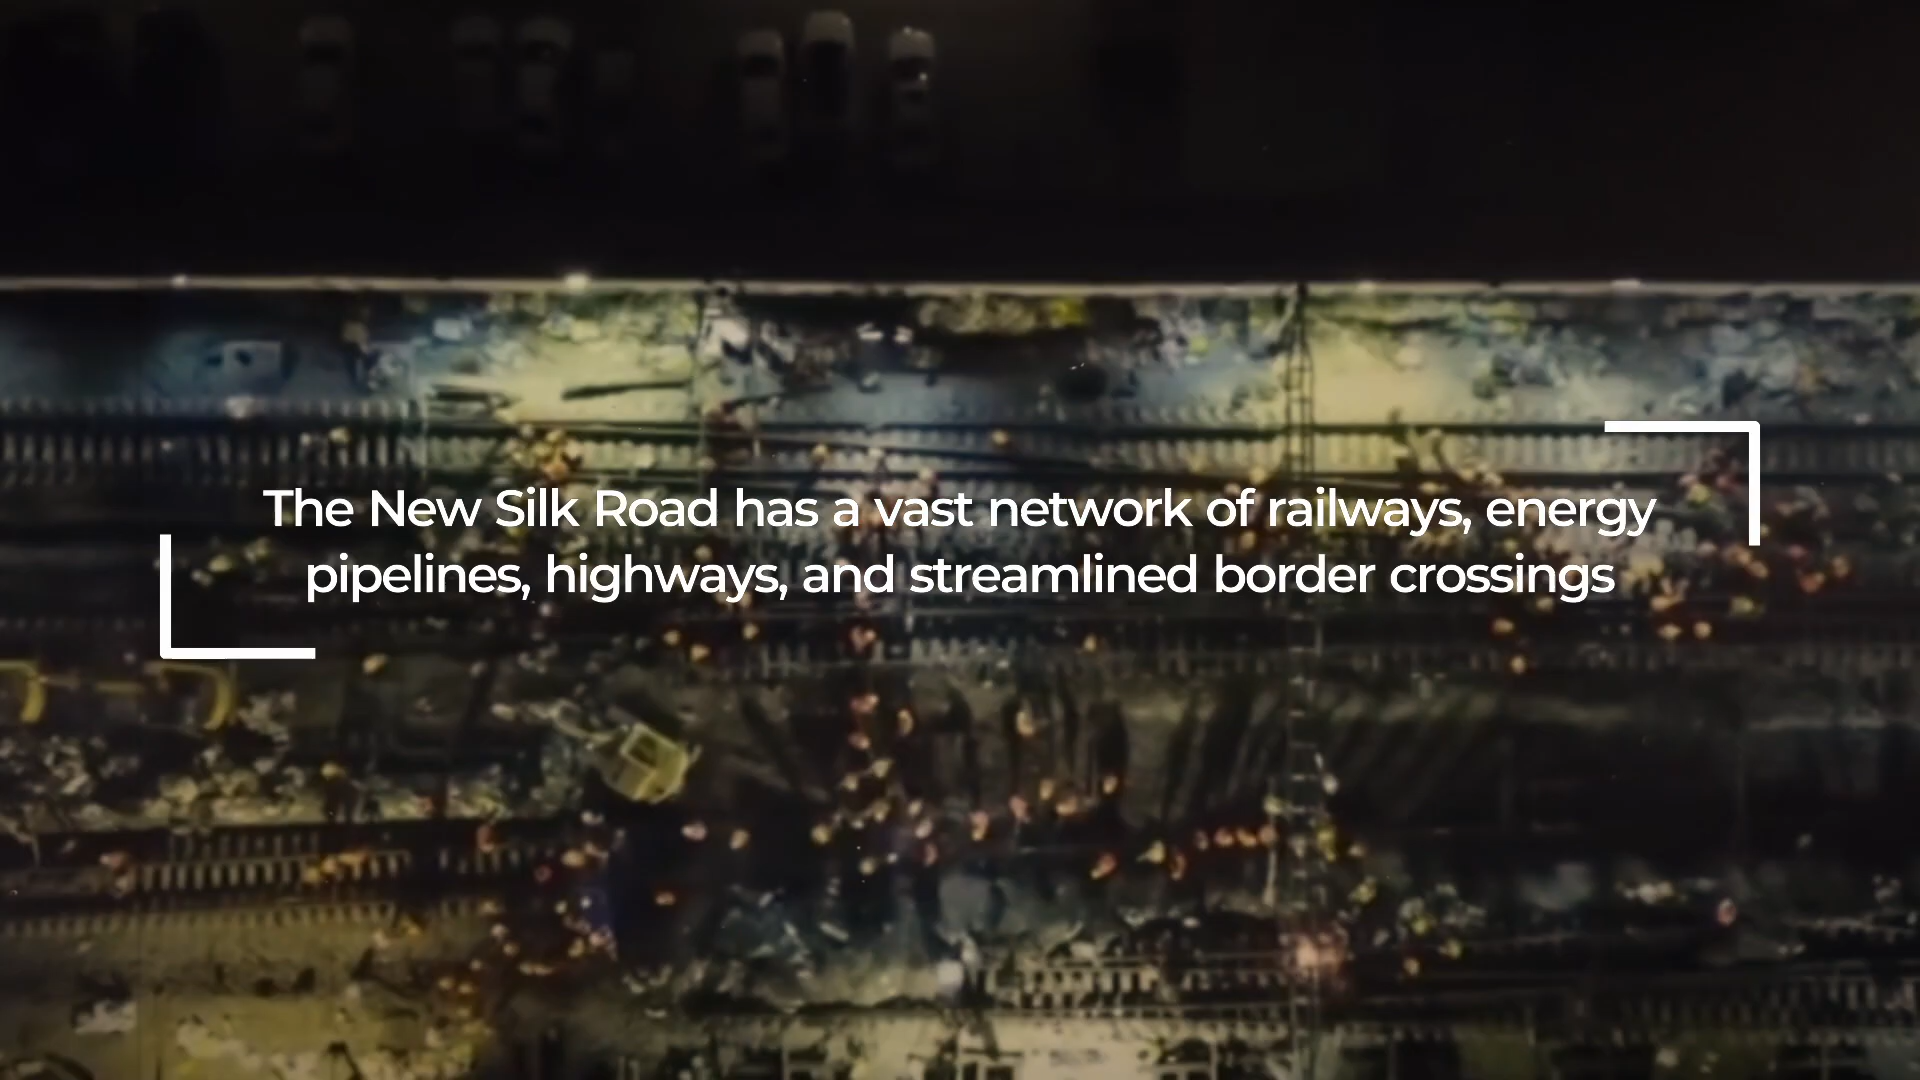 The New Silk Road has a vast network of railways, energy
pipelines, highways, and streamlined border crossings